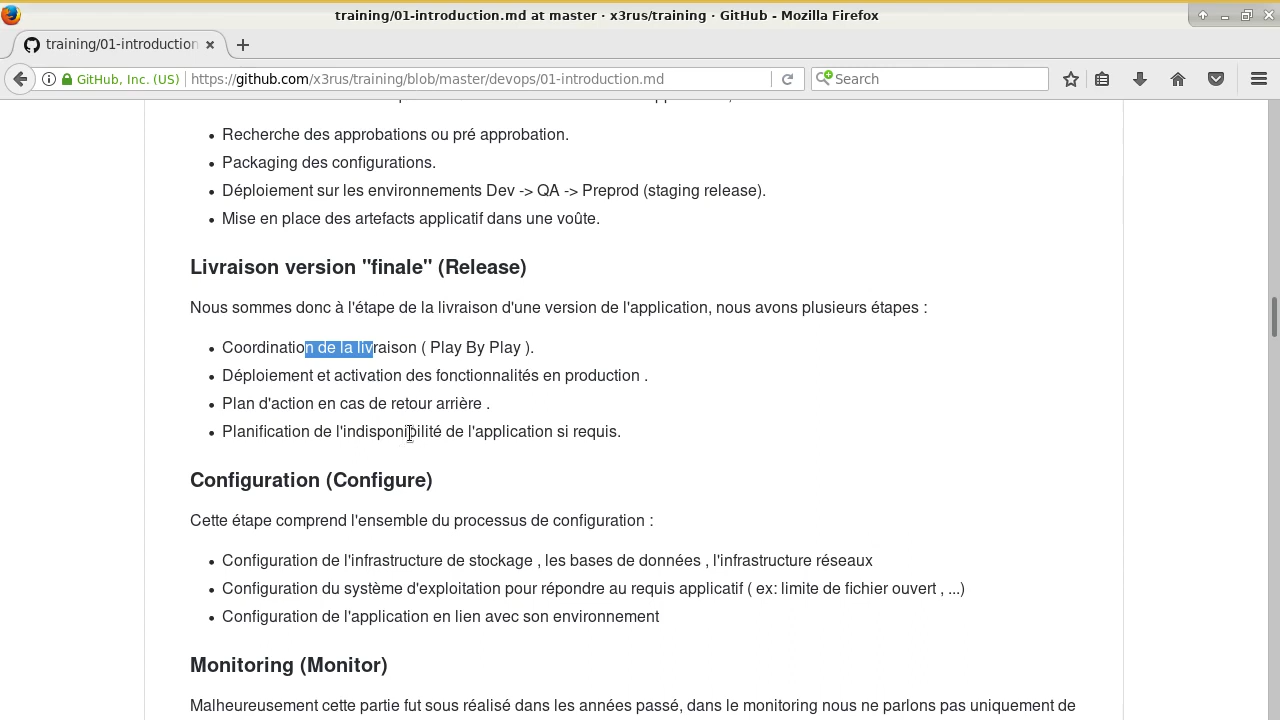 training/01-introduction.md at master · x3rus/training · GitHub - Mozilla Firefox
training/01-introduction
GitHub, Inc. (US)
https://github.com/x3rus/training/blob/master/devops/01-introduction.md
Search
Recherche des approbations ou pré approbation.
Packaging des configurations.
Déploiement sur les environnements Dev -> QA -> Preprod (staging release).
Mise en place des artefacts applicatif dans une voûte.
Livraison version "finale" (Release)
Nous sommes donc à l'étape de la livraison d'une version de l'application, nous avons plusieurs étapes :
Coordination de la livraison ( Play By Play ).
Déploiement et activation des fonctionnalités en production .
Plan d'action en cas de retour arrière .
Planification de l'indisponibilité de l'application si requis.
Configuration (Configure)
Cette étape comprend l'ensemble du processus de configuration :
Configuration de l'infrastructure de stockage , les bases de données , l'infrastructure réseaux
Configuration du système d'exploitation pour répondre au requis applicatif ( ex: limite de fichier ouvert , ...)
Configuration de l'application en lien avec son environnement
Monitoring (Monitor)
Malheureusement cette partie fut sous réalisé dans les années passé, dans le monitoring nous ne parlons pas uniquement de